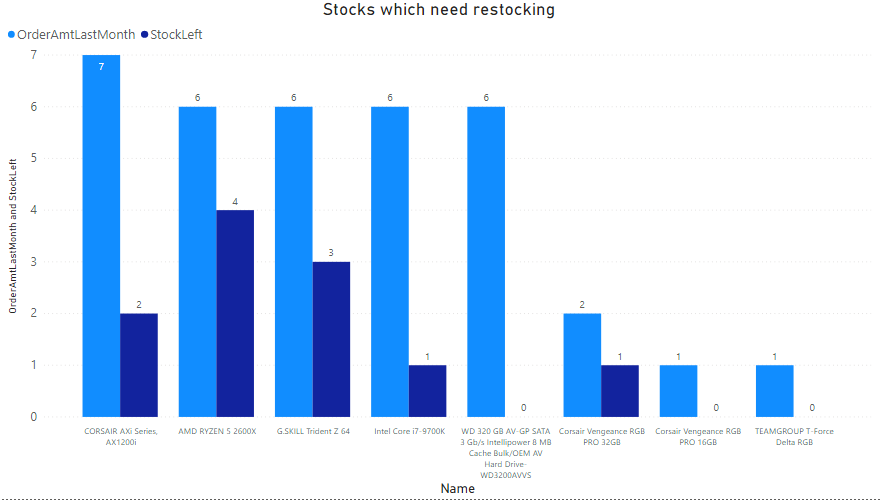 Stocks which need restocking
OrderAmtLastMonth StockLeft
OrderAmtLastMonth and StockLeft
7
6
5
4
3
2
1
0
7
2
6
4
6
3
6
1
6
0
2
1
1
0
1
0
CORSAIR AXi Series,
AX1200i
AMD RYZEN 5 2600X
G.SKILL Trident Z 64
Intel Core i7-9700K
WD 320 GB AV-GP SATA
3 Gb/s Intellipower 8 MB
Cache Bulk/OEM AV
Hard Drive-
WD3200AVVS
Corsair Vengeance RGB
PRO 32GB
Corsair Vengeance RGB
PRO 16GB
TEAMGROUP T-Force
Delta RGB
Name